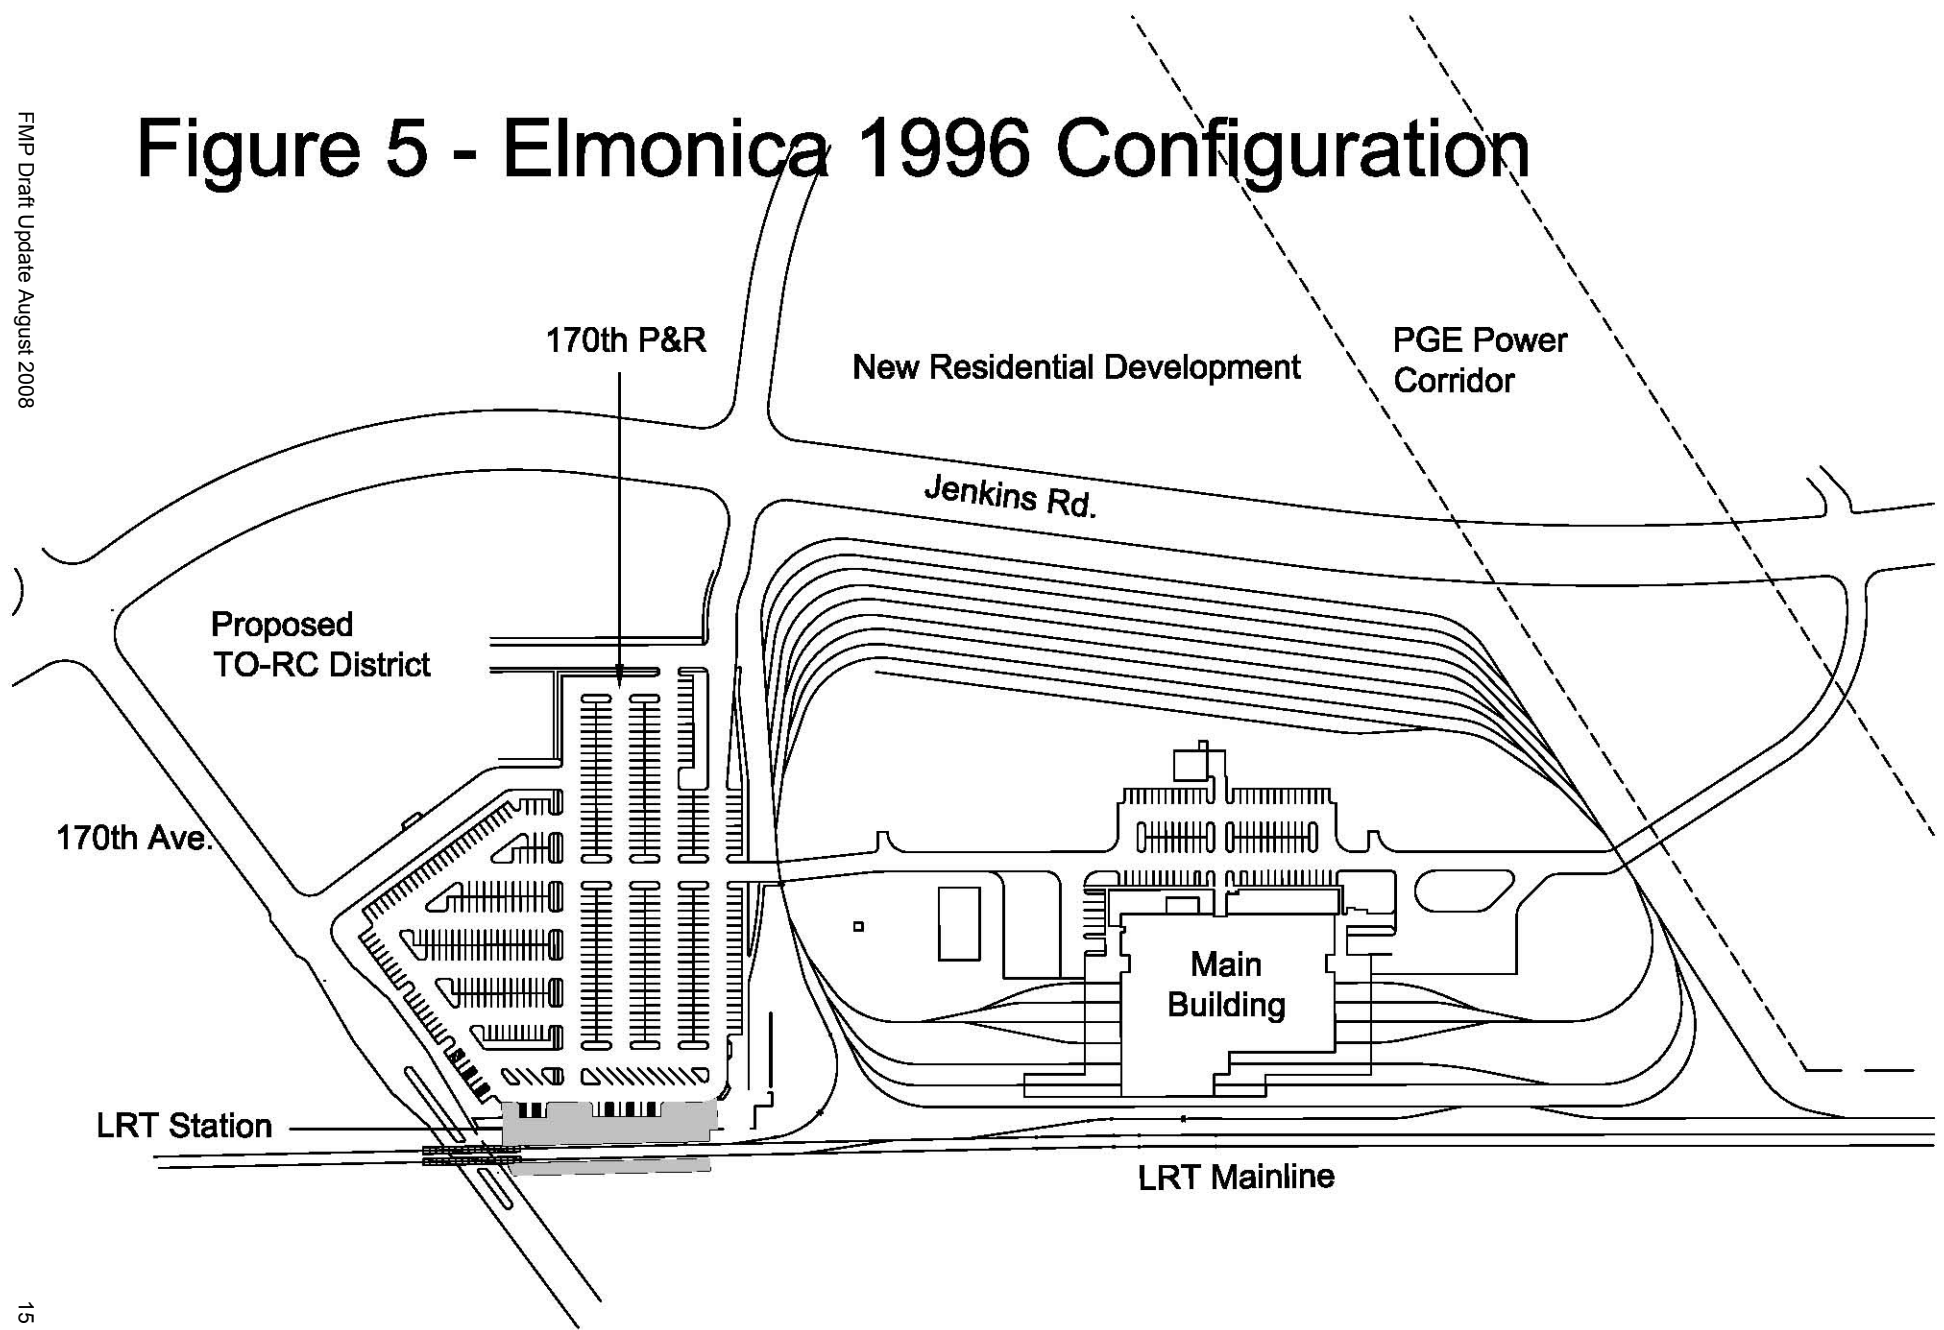 Figure 5 - Elmonica 1996 Configuration
FMP Draft Update August 2008
170th P&R
New Residential Development
PGE Power
Corridor
Jenkins Rd.
Proposed
TO-RC District
170th Ave.
Main
Building
LRT Station
LRT Mainline
15